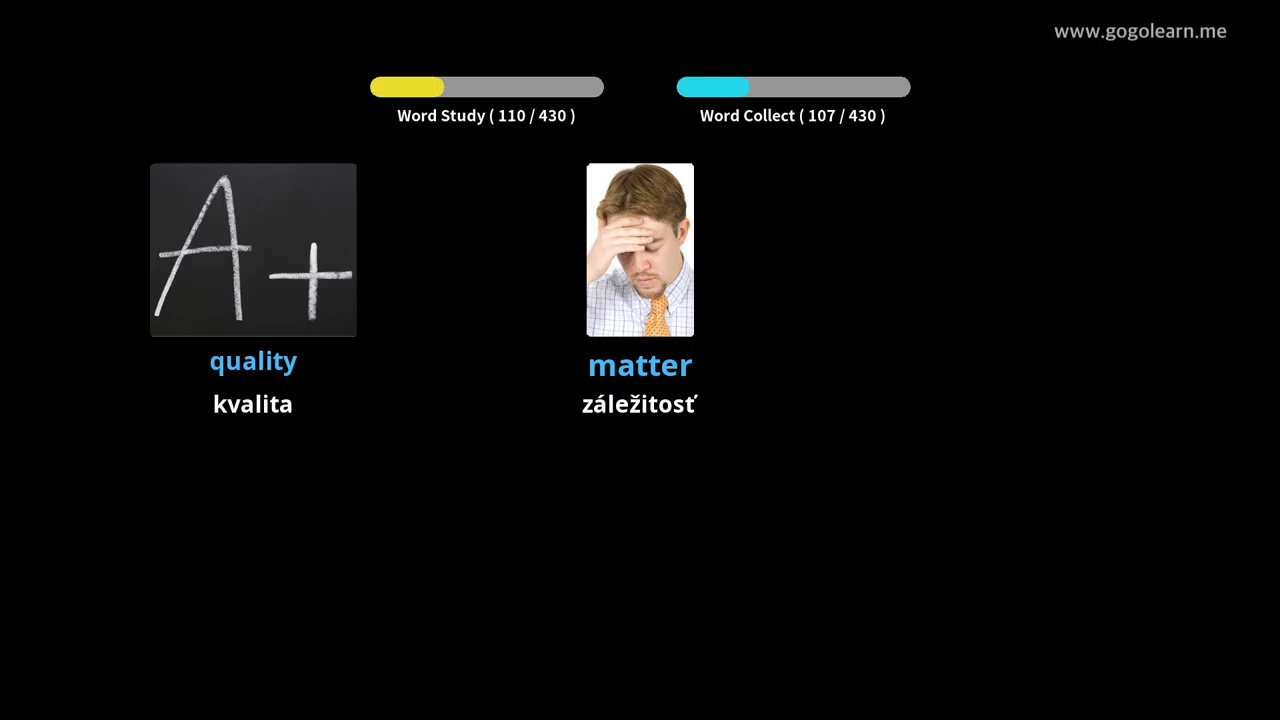 www.gogolearn.me
Word Study ( 110 / 430 )
Word Collect ( 107 / 430 )
A+
quality
matter
kvalita
záležitosť